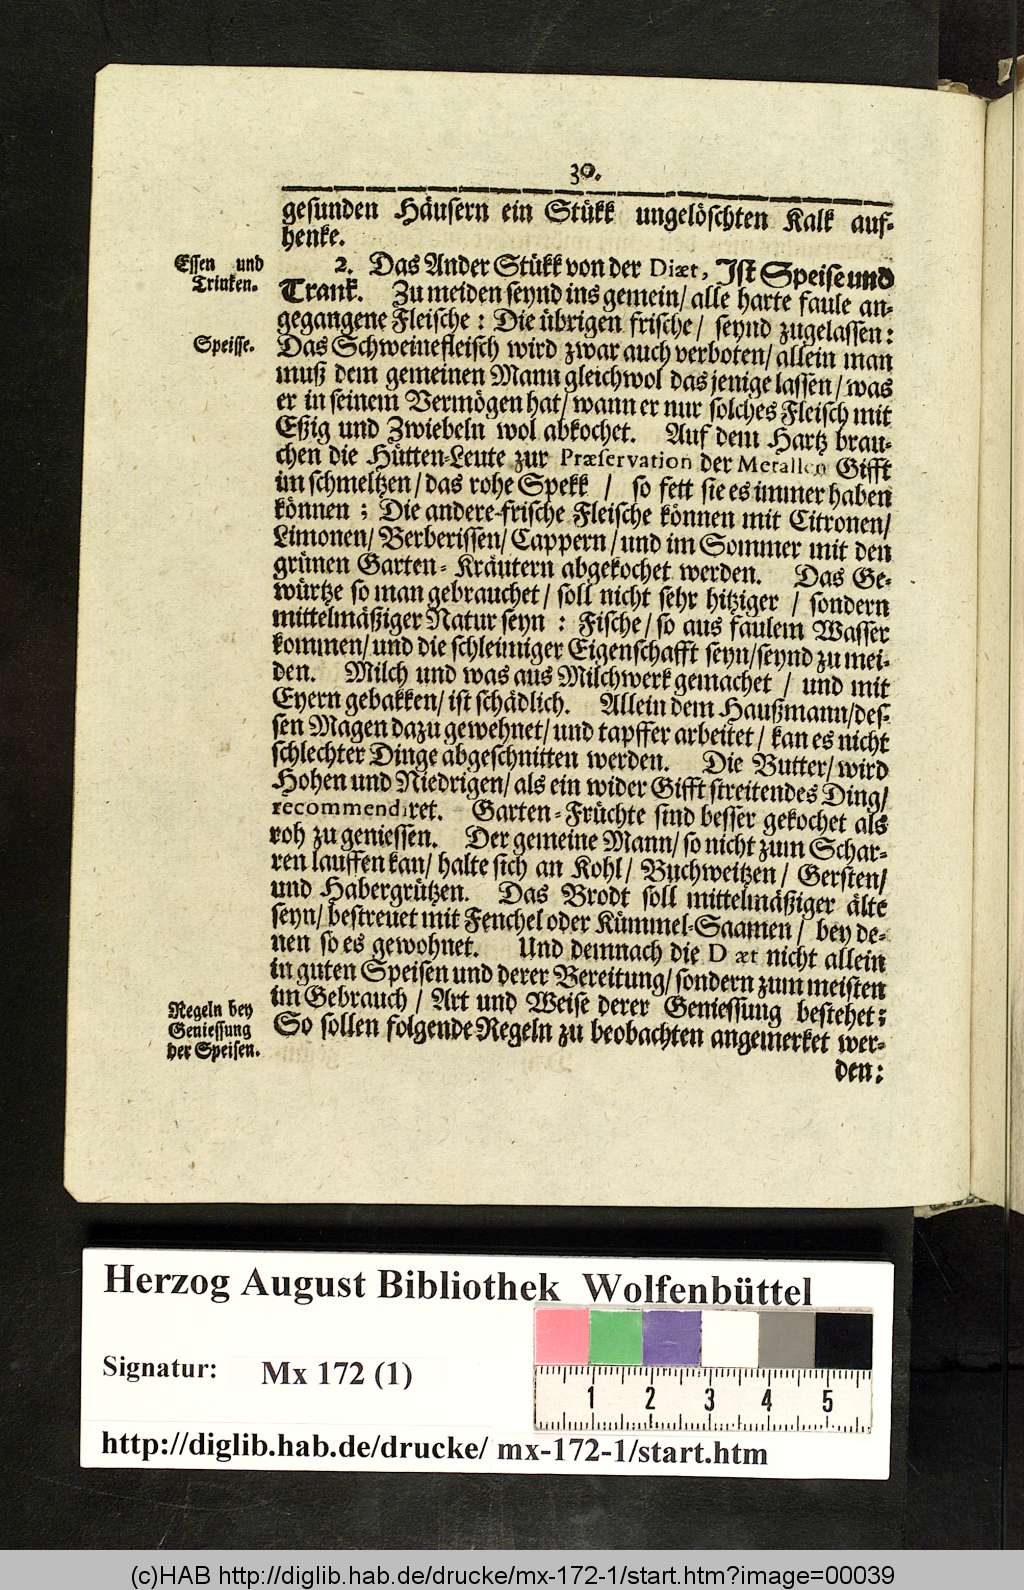 30.
gesunden Häusern ein Stükk ungelöschten Kalk auf-
henke.
Essen und
Trinken.
2. Das Ander Stükk von der Diæt, Ist Speise und
Trank. Zu meiden seynd ins gemein/ alle harte faule an-
gegangene Fleische: Die übrigen frische/ seynd zugelassen:
Speisse.
Das Schweinefleisch wird zwar auch verboten/ allein man
muß dem gemeinen Mann gleichwol dasjenige lassen/ was
er in seinem Vermögen hat/ wann er nur solches Fleisch mit
Eßig und Zwiebeln wol abkochet. Auf dem Hartz brau-
chen die Hütten-Leute zur Præservation der Metallen Gifft
im schmeltzen/ das rohe Spekk / so fett sie es immer haben
können; Die andere frische Fleische können mit Citronen/
Limonen/ Berberissen/ Cappern/ und im Sommer mit den
grünen Garten-Kräutern abgekochet werden. Das Ge-
würtze so man gebrauchet/ soll nicht sehr hitziger / sondern
mittelmäßiger Natur seyn: Fische/ so aus faulem Wasser
kommen/ und die schleimiger Eigenschafft seyn/ seynd zu mei-
den. Milch und was aus Milchwerk gemachet / und mit
Eyern gebakken/ ist schädlich. Allein dem Haußmann/ des-
sen Magen dazu gewehnet/ und tapffer arbeitet/ kan es nicht
schlechter Dinge abgeschnitten werden. Die Butter/ wird
Hohen und Niedrigen/ als ein wider Gifft streitendes Ding/
recommendiret. Garten-Früchte sind besser gekochet als
roh zu geniessen. Der gemeine Mann/ so nicht zum Schar-
ren lauffen kan/ halte sich an Kohl/ Buchweitzen/ Gersten/
und Habergrützen. Das Brodt soll mittelmäßiger älte
seyn/ bestreuet mit Fenchel oder Kümmel-Saamen/ bey de-
nen so es gewohnet. Und demnach die Diæt nicht allein
in guten Speisen und derer Bereitung/ sondern zum meisten
im Gebrauch/ Art und Weise derer Geniessung bestehet;
Regeln bey
Geniessung
der Speisen.
So sollen folgende Regeln zu beobachten angemerket wer-
den:
Herzog August Bibliothek Wolfenbüttel
Signatur: Mx 172 (1)
1 2 3 4 5
http://diglib.hab.de/drucke/ mx-172-1/start.htm
(c)HAB http://diglib.hab.de/drucke/mx-172-1/start.htm?image=00039